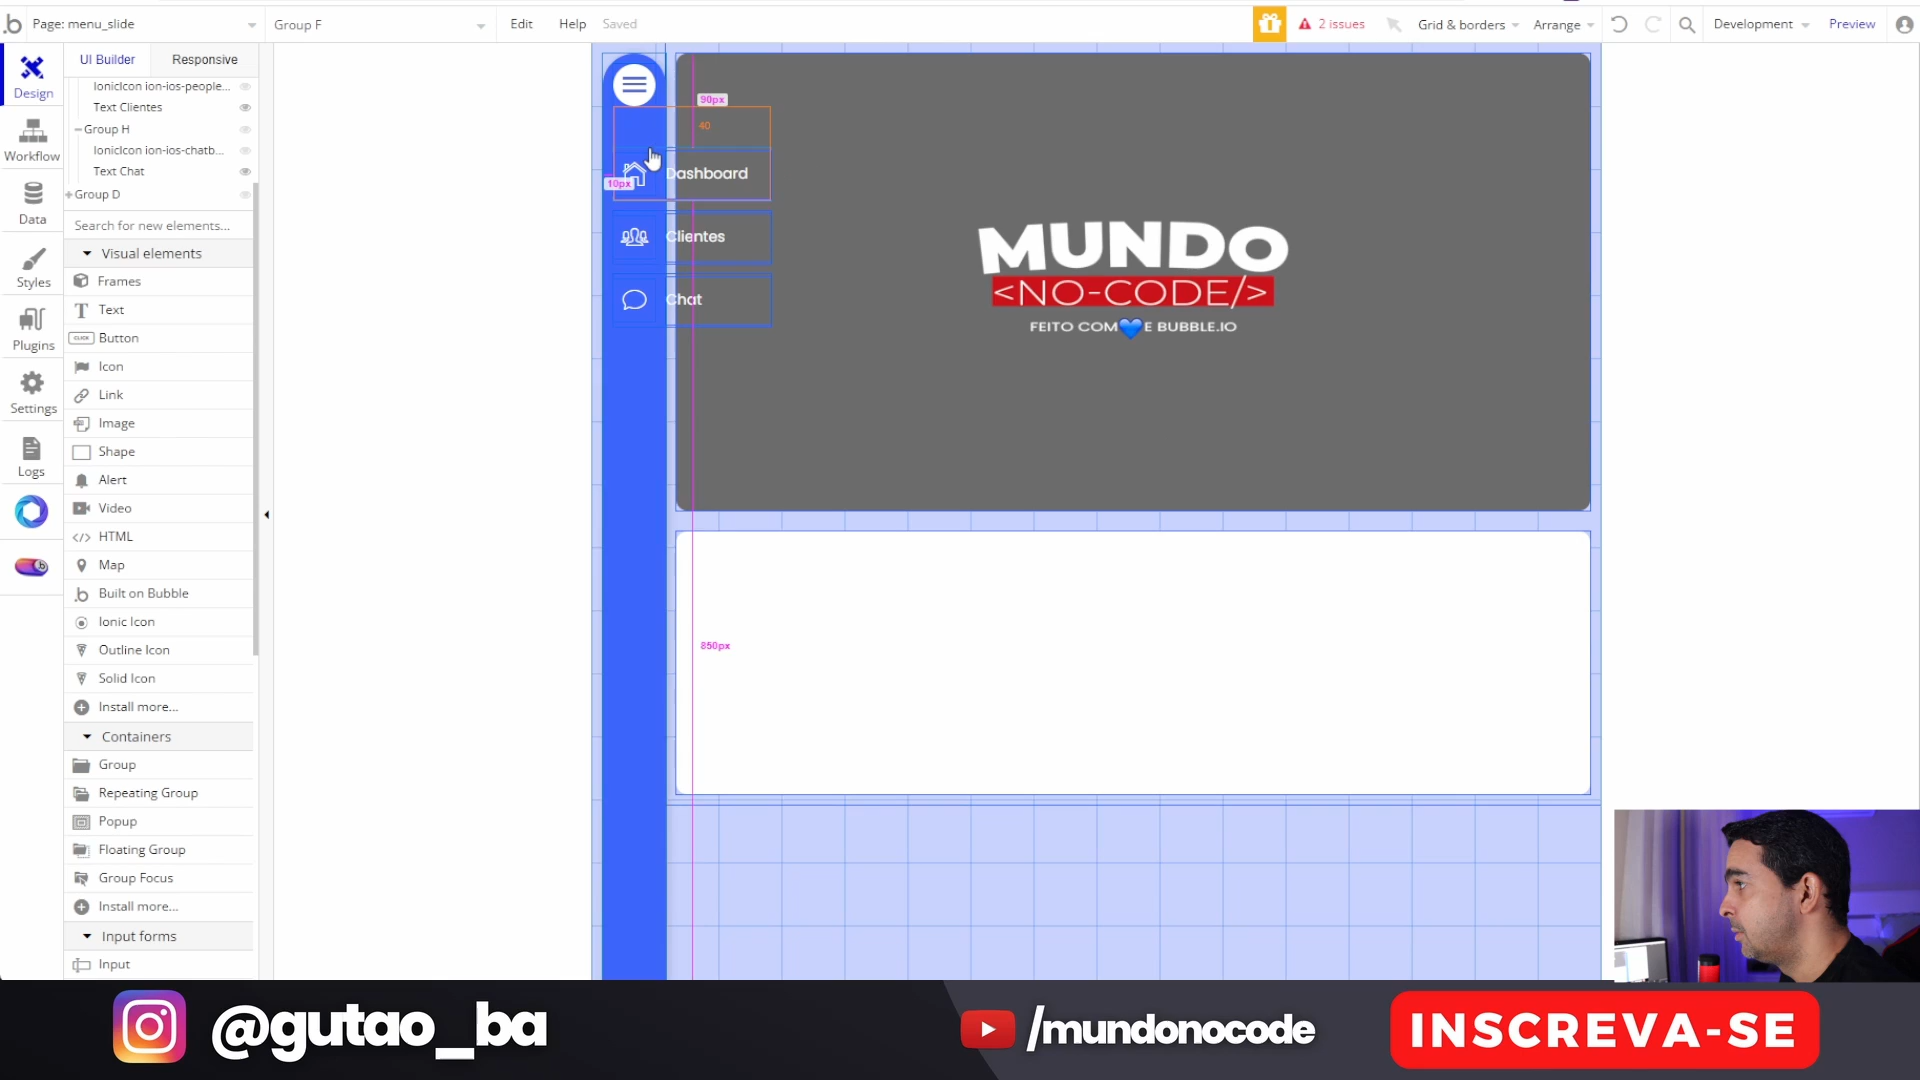 Page: menu_slide
Group F
Edit
Help
Saved
2 issues
Grid & borders
Arrange
Development
Preview
UI Builder
Responsive
Design
Workflow
Data
Styles
Plugins
Settings
Logs
IonicIcon ion-ios-people...
Text Clientes
Group H
IonicIcon ion-ios-chatb...
Text Chat
Group D
Search for new elements...
Visual elements
Frames
Text
CLICK Button
Icon
Link
Image
Shape
Alert
Video
HTML
Map
Built on Bubble
Ionic Icon
Outline Icon
Solid Icon
Install more...
Containers
Group
Repeating Group
Popup
Floating Group
Group Focus
Install more...
Input forms
Input
90px
40
10px
Dashboard
Clientes
Chat
850px
MUNDO
<NO-CODE/>
FEITO COM💙E BUBBLE.IO
@gutao_ba
/mundonocode
INSCREVA-SE